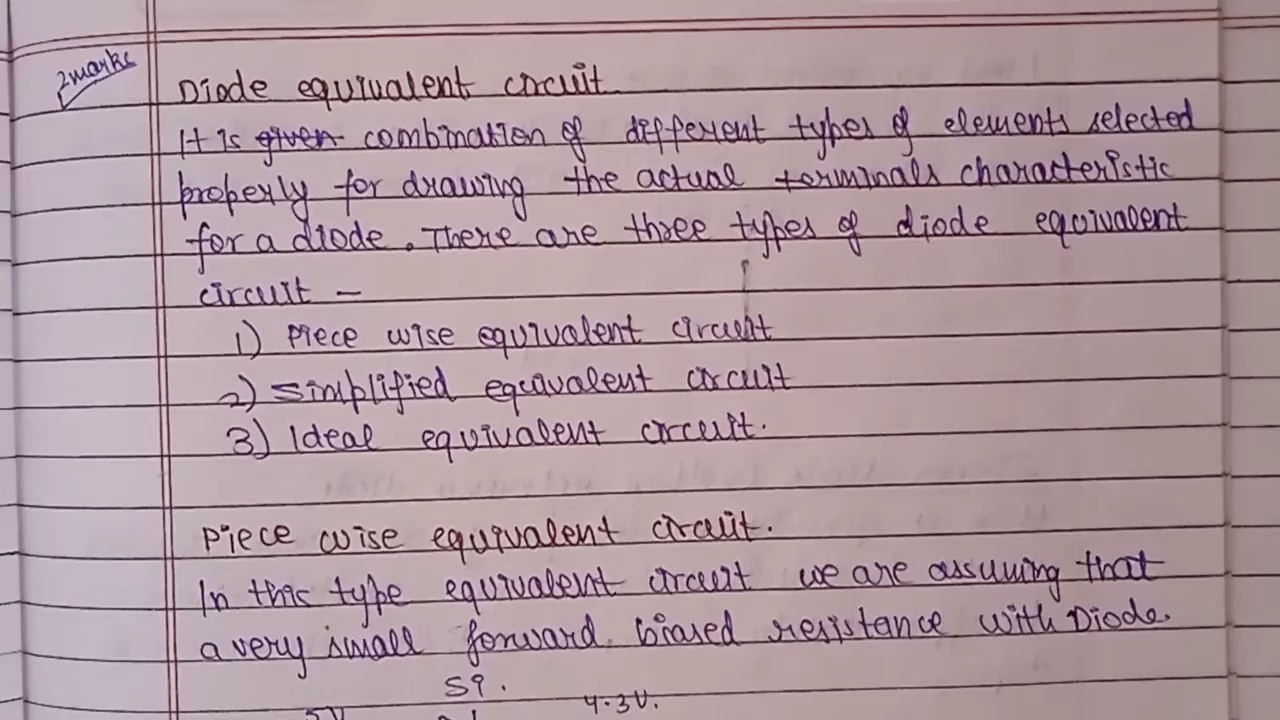 2marks
Diode equivalent circuit.
It is given combination of different types of elements selected
properly for drawing the actual terminals characteristic
for a diode. There are three types of diode equivalent
circuit –
1) Piece wise equivalent circuit
2) Simplified equivalent circuit
3) Ideal equivalent circuit.
Piece wise equivalent circuit.
In this type equivalent circuit we are assuming that
a very small forward biased resistance with Diode.
4.3V.